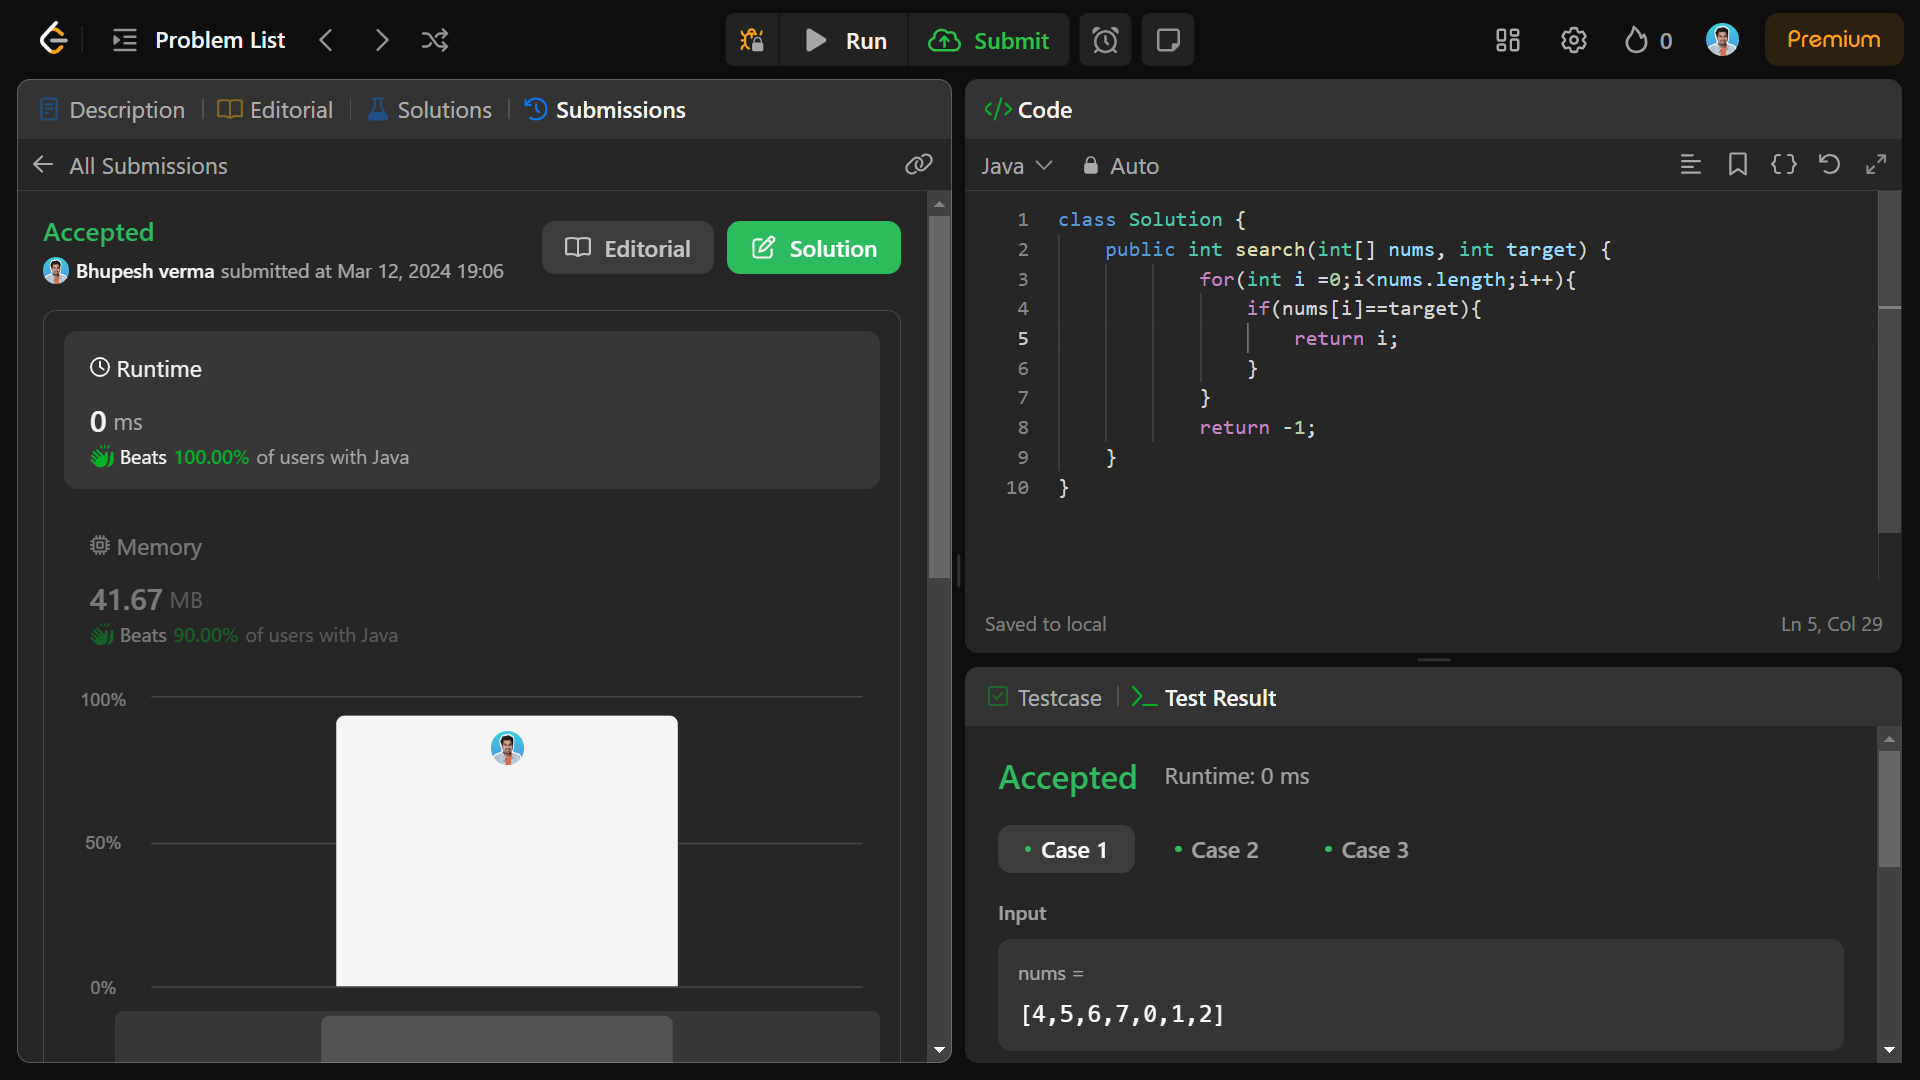 Problem List
Run
Submit
0
Premium
Description
Editorial
Solutions
Submissions
All Submissions
Accepted
Bhupesh verma submitted at Mar 12, 2024 19:06
Editorial
Solution
Runtime
0 ms
Beats 100.00% of users with Java
Memory
41.67 MB
Beats 90.00% of users with Java
100%
50%
0%
</> Code
Java
Auto
1 class Solution {
2     public int search(int[] nums, int target) {
3             for(int i =0;i<nums.length;i++){
4                 if(nums[i]==target){
5                     return i;
6                 }
7             }
8             return -1;
9     }
10 }
Saved to local
Ln 5, Col 29
Testcase
Test Result
Accepted
Runtime: 0 ms
• Case 1
• Case 2
• Case 3
Input
nums =
[4,5,6,7,0,1,2]